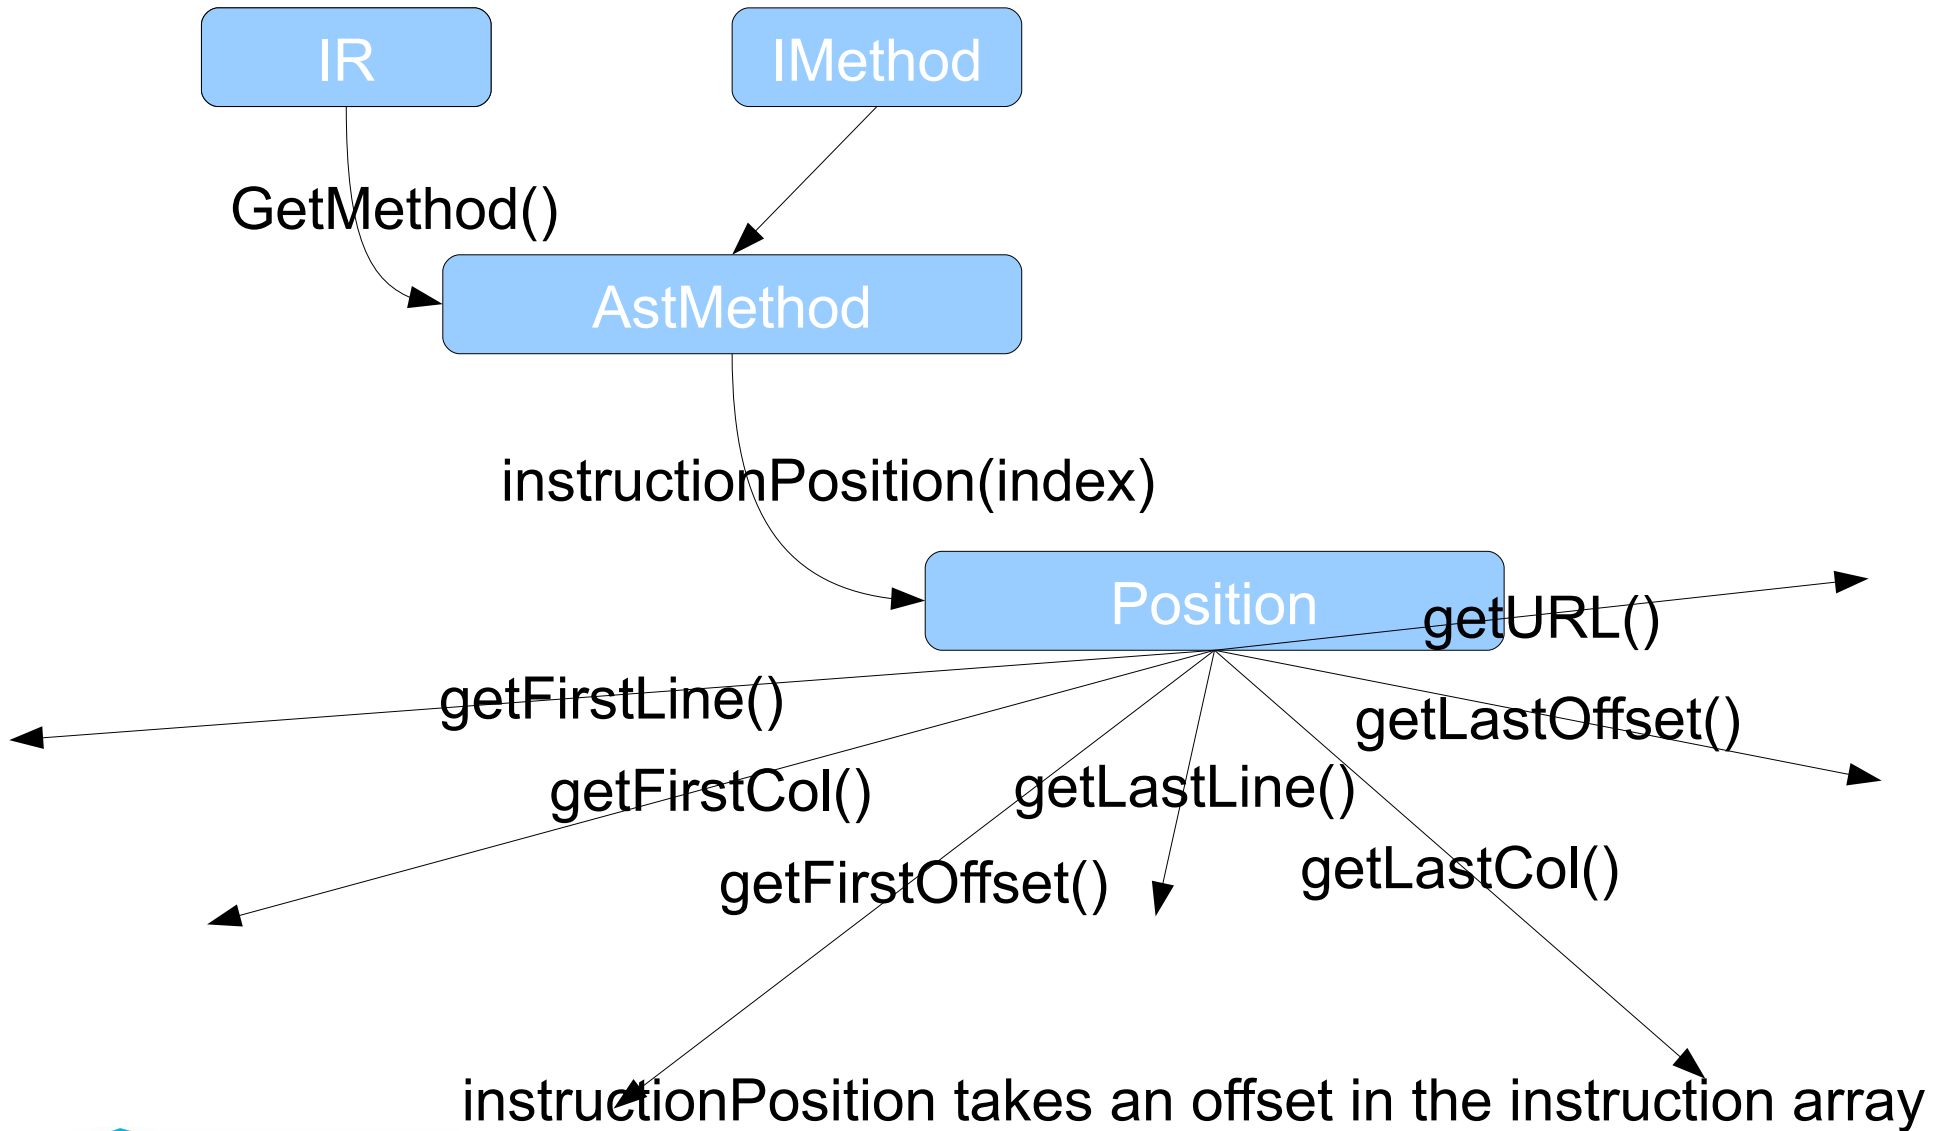 IR
IMethod
GetMethod()
AstMethod
instructionPosition(index)
Position
getURL()
getFirstLine()
getLastOffset()
getFirstCol()
getLastLine()
getFirstOffset()
getLastCol()
instructionPosition takes an offset in the instruction array